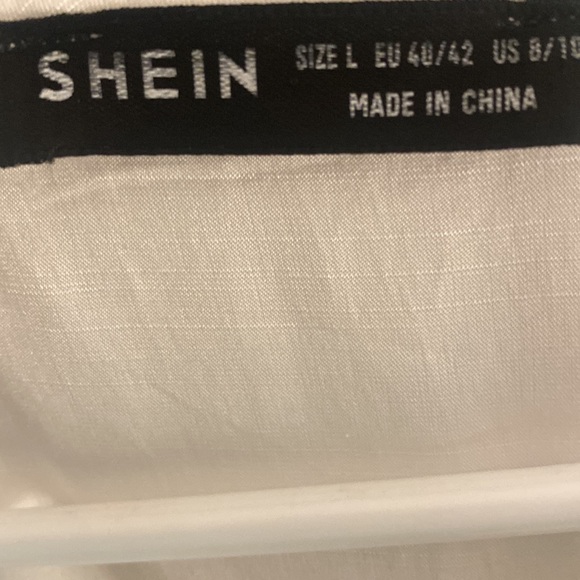 SHEIN
SIZE L EU 40/42 US 8/10
MADE IN CHINA